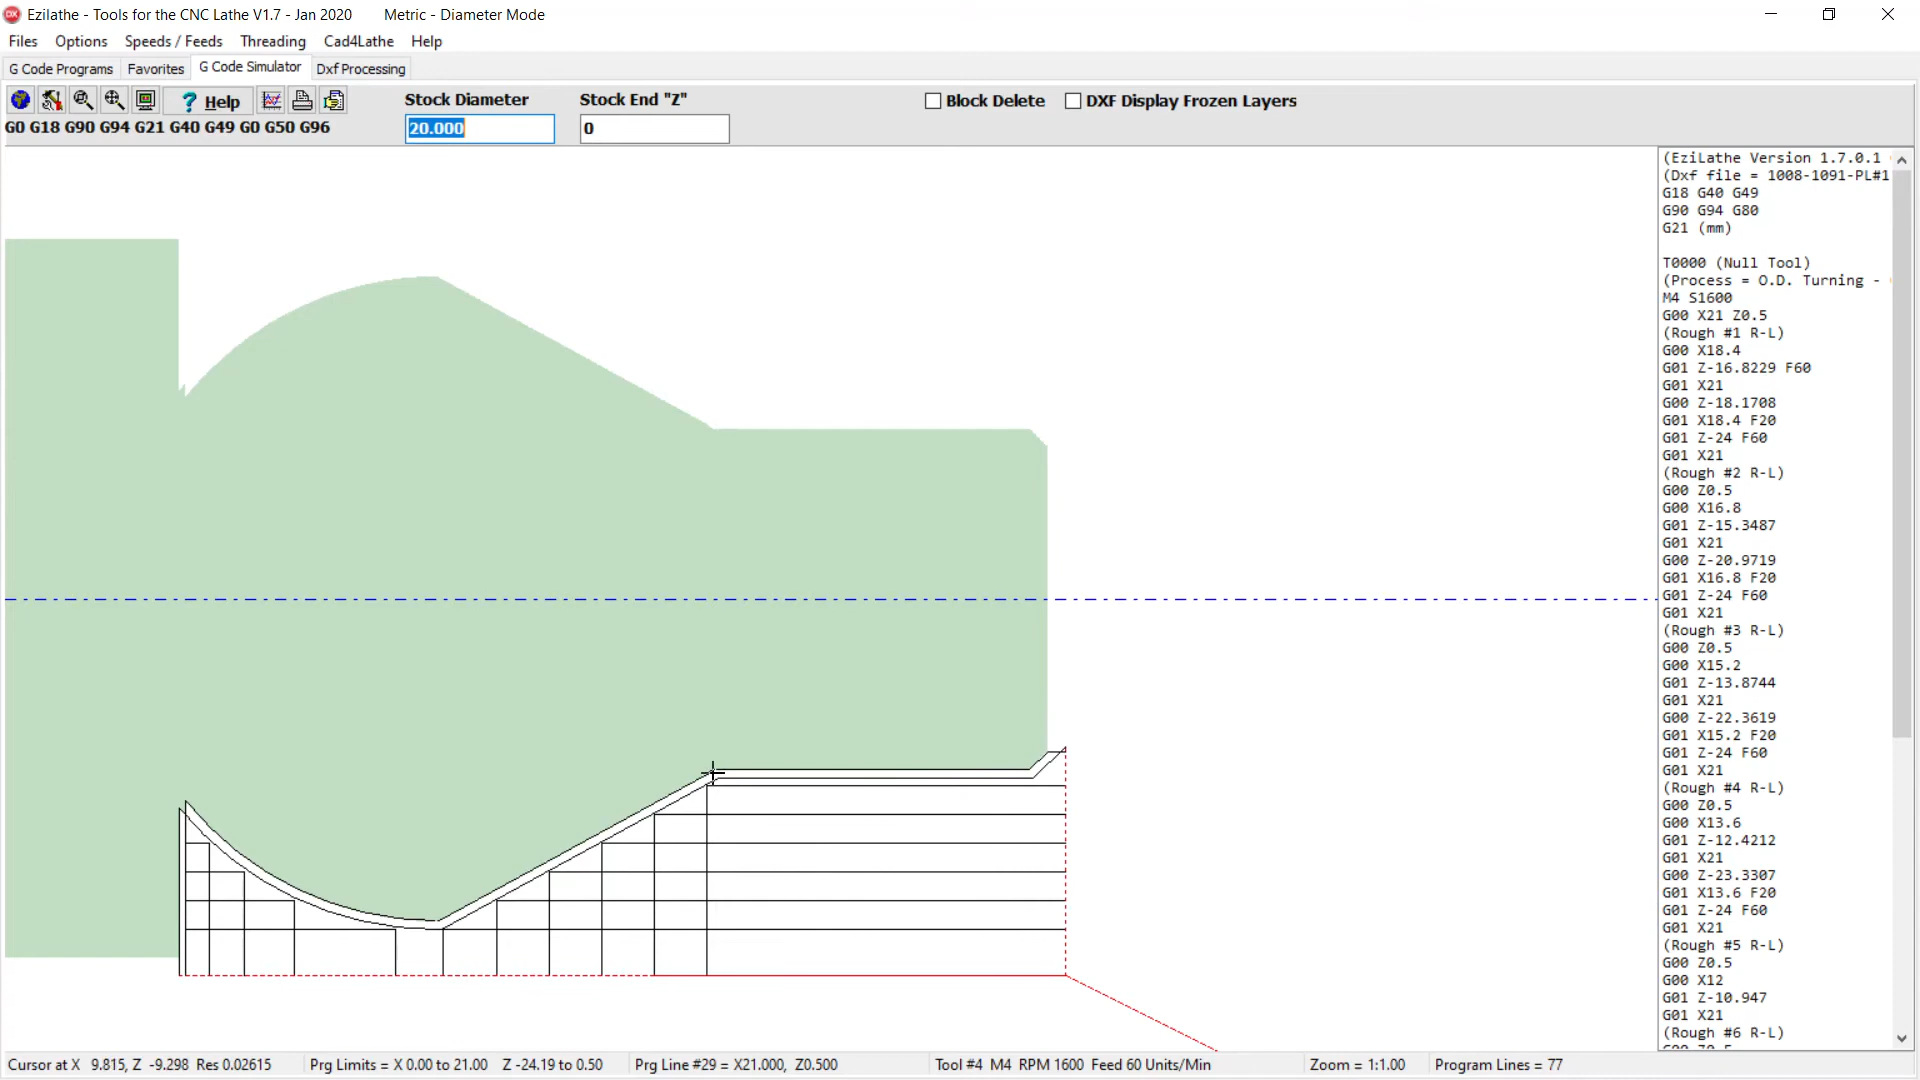 Ezilathe - Tools for the CNC Lathe V1.7 - Jan 2020 Metric - Diameter Mode
Files Options Speeds / Feeds Threading Cad4Lathe Help
G Code Programs Favorites G Code Simulator Dxf Processing
Help
Stock Diameter Stock End "Z" Block Delete DXF Display Frozen Layers
G0 G18 G90 G94 G21 G40 G49 G0 G50 G96
20.000 0
(EziLathe Version 1.7.0.1
(Dxf file = 1008-1091-PL#1
G18 G40 G49
G90 G94 G80
G21 (mm)
T0000 (Null Tool)
(Process = O.D. Turning -
M4 S1600
G00 X21 Z0.5
(Rough #1 R-L)
G00 X18.4
G01 Z-16.8229 F60
G01 X21
G00 Z-18.1708
G01 X18.4 F20
G01 Z-24 F60
G01 X21
(Rough #2 R-L)
G00 Z0.5
G00 X16.8
G01 Z-15.3487
G01 X21
G00 Z-20.9719
G01 X16.8 F20
G01 Z-24 F60
G01 X21
(Rough #3 R-L)
G00 Z0.5
G00 X15.2
G01 Z-13.8744
G01 X21
G00 Z-22.3619
G01 X15.2 F20
G01 Z-24 F60
G01 X21
(Rough #4 R-L)
G00 Z0.5
G00 X13.6
G01 Z-12.4212
G01 X21
G00 Z-23.3307
G01 X13.6 F20
G01 Z-24 F60
G01 X21
(Rough #5 R-L)
G00 Z0.5
G00 X12
G01 Z-10.947
G01 X21
(Rough #6 R-L)
G00 Z0.5
Cursor at X 9.815, Z -9.298 Res 0.02615 Prg Limits = X 0.00 to 21.00 Z -24.19 to 0.50 Prg Line #29 = X21.000, Z0.500 Tool #4 M4 RPM 1600 Feed 60 Units/Min Zoom = 1:1.00 Program Lines = 77